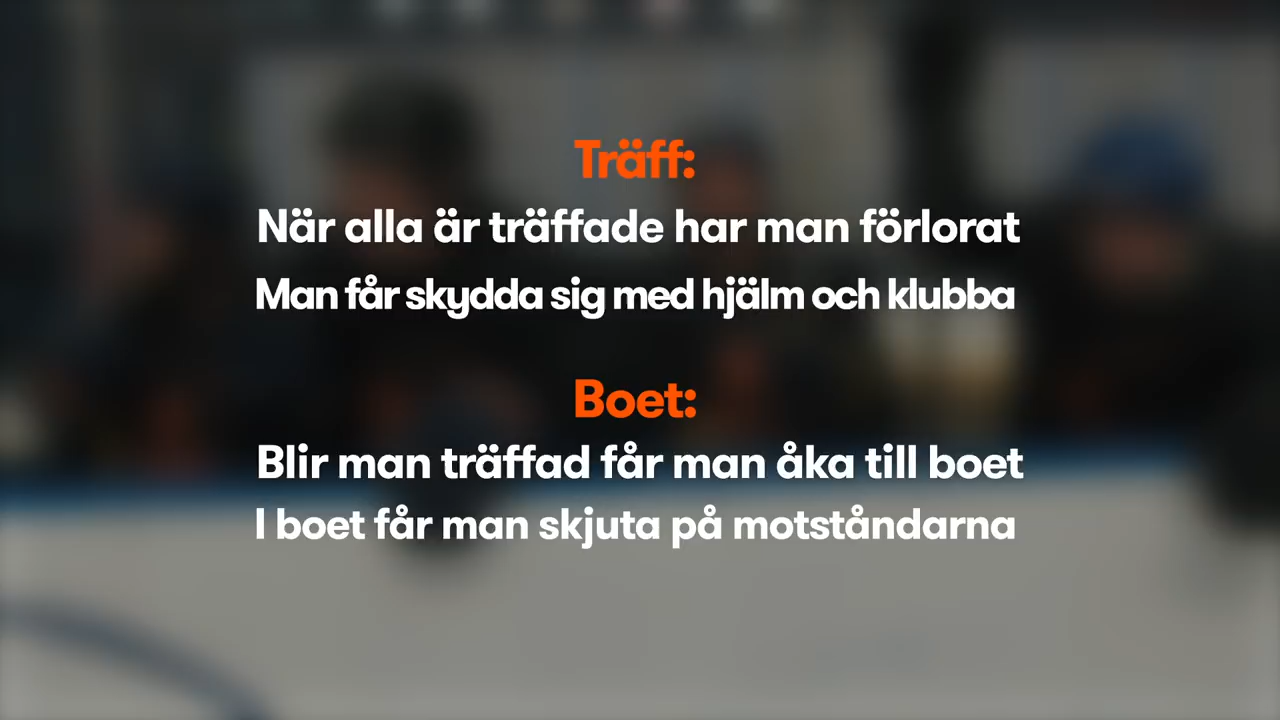 Träff:
När alla är träffade har man förlorat
Man får skydda sig med hjälm och klubba
Boet:
Blir man träffad får man åka till boet
I boet får man skjuta på motståndarna